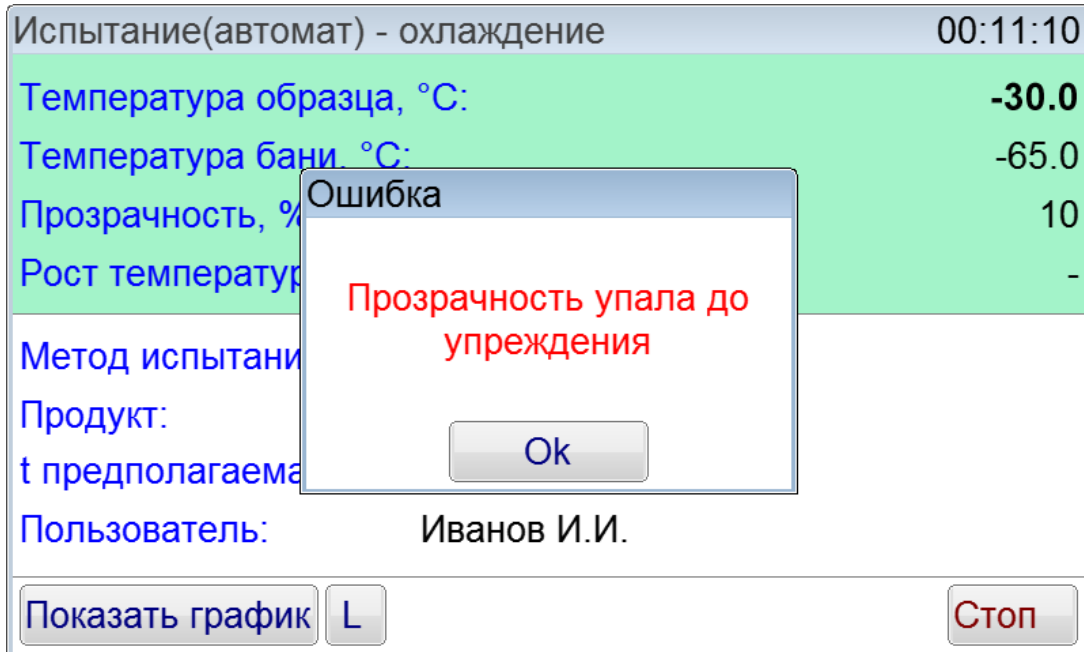 Испытание(автомат) - охлаждение 00:11:10
Температура образца, °C: -30.0
Температура бани, °C: -65.0
Прозрачность, % 10
Рост температур -
Ошибка
Прозрачность упала до
упреждения
Ok
Метод испытани
Продукт:
t предполагаема
Пользователь: Иванов И.И.
Показать график L Стоп